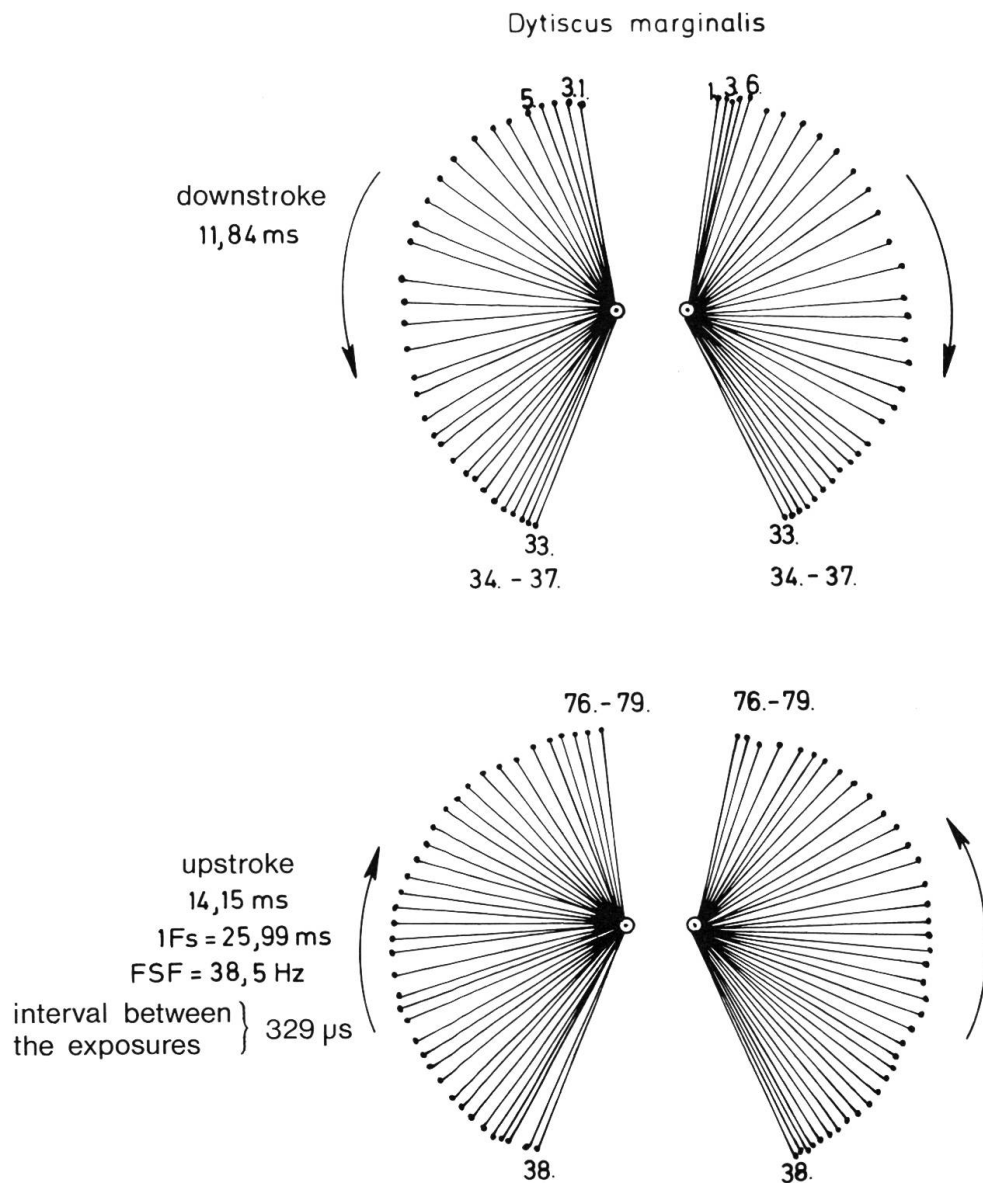 Dytiscus marginalis
5. 3.1.
1. 3. 6.
downstroke
11,84 ms
33.
34. - 37.
33.
34. - 37.
76. - 79.
76. - 79.
upstroke
14,15 ms
1Fs = 25,99 ms
FSF = 38,5 Hz
interval between
the exposures } 329 µs
38.
38.